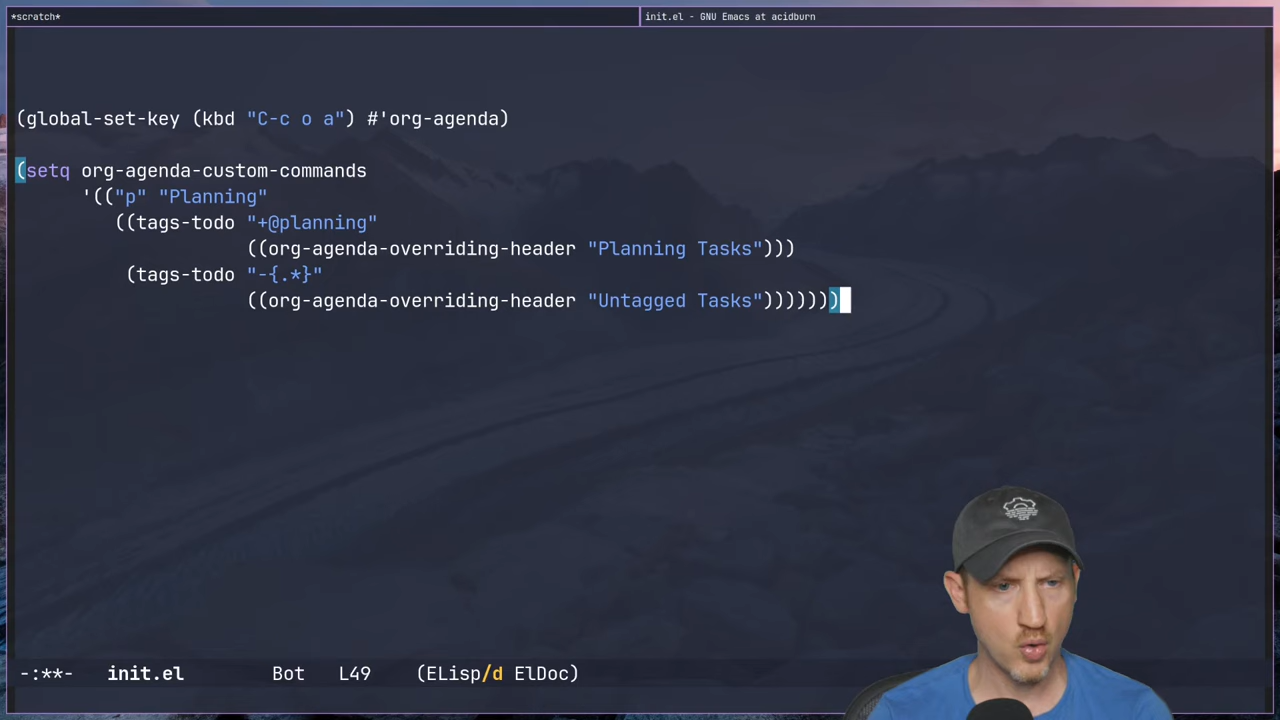 *scratch*
init.el - GNU Emacs at acidburn
(global-set-key (kbd "C-c o a") #'org-agenda)
(setq org-agenda-custom-commands
'(("p" "Planning"
((tags-todo "+@planning"
((org-agenda-overriding-header "Planning Tasks")))
(tags-todo "-{.*}"
((org-agenda-overriding-header "Untagged Tasks")))))))
-:**- init.el Bot L49 (ELisp/d ElDoc)